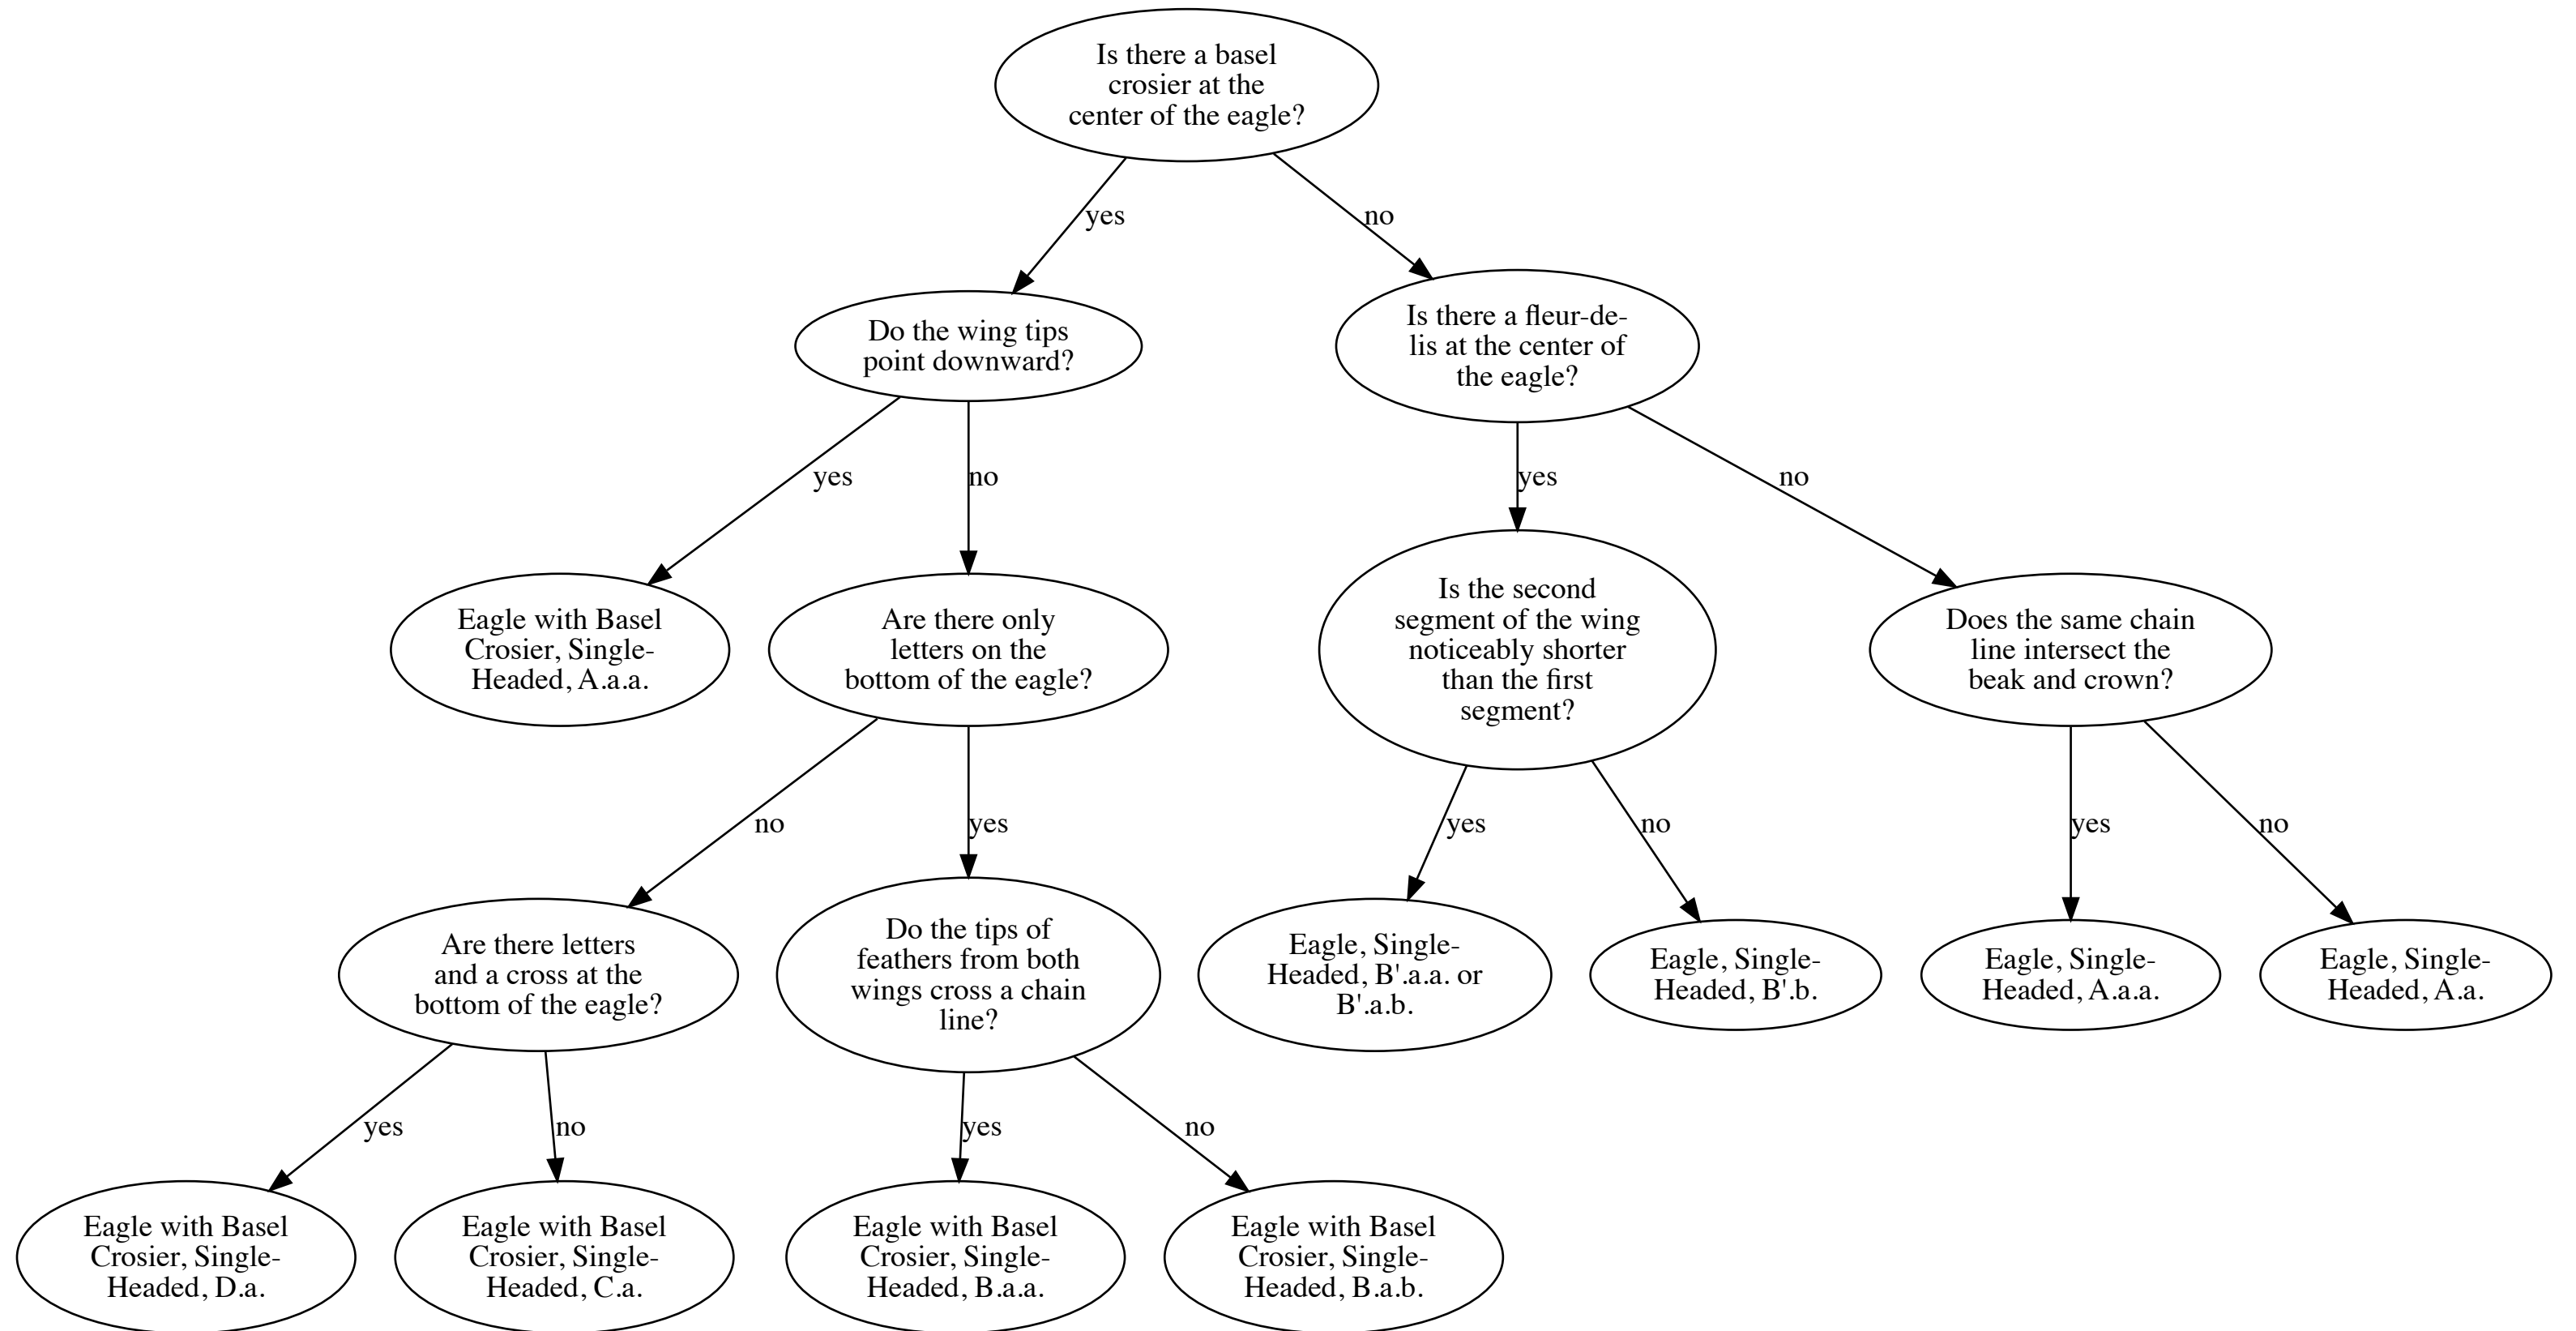 Is there a basel
crosier at the
center of the eagle?
yes
no
Do the wing tips
point downward?
Is there a fleur-de-
lis at the center of
the eagle?
yes
no
yes
no
Eagle with Basel
Crosier, Single-
Headed, A.a.a.
Are there only
letters on the
bottom of the eagle?
Is the second
segment of the wing
noticeably shorter
than the first
segment?
Does the same chain
line intersect the
beak and crown?
no
yes
yes
no
yes
no
Are there letters
and a cross at the
bottom of the eagle?
Do the tips of
feathers from both
wings cross a chain
line?
Eagle, Single-
Headed, B'.a.a. or
B'.a.b.
Eagle, Single-
Headed, B'.b.
Eagle, Single-
Headed, A.a.a.
Eagle, Single-
Headed, A.a.
yes
no
yes
no
Eagle with Basel
Crosier, Single-
Headed, D.a.
Eagle with Basel
Crosier, Single-
Headed, C.a.
Eagle with Basel
Crosier, Single-
Headed, B.a.a.
Eagle with Basel
Crosier, Single-
Headed, B.a.b.